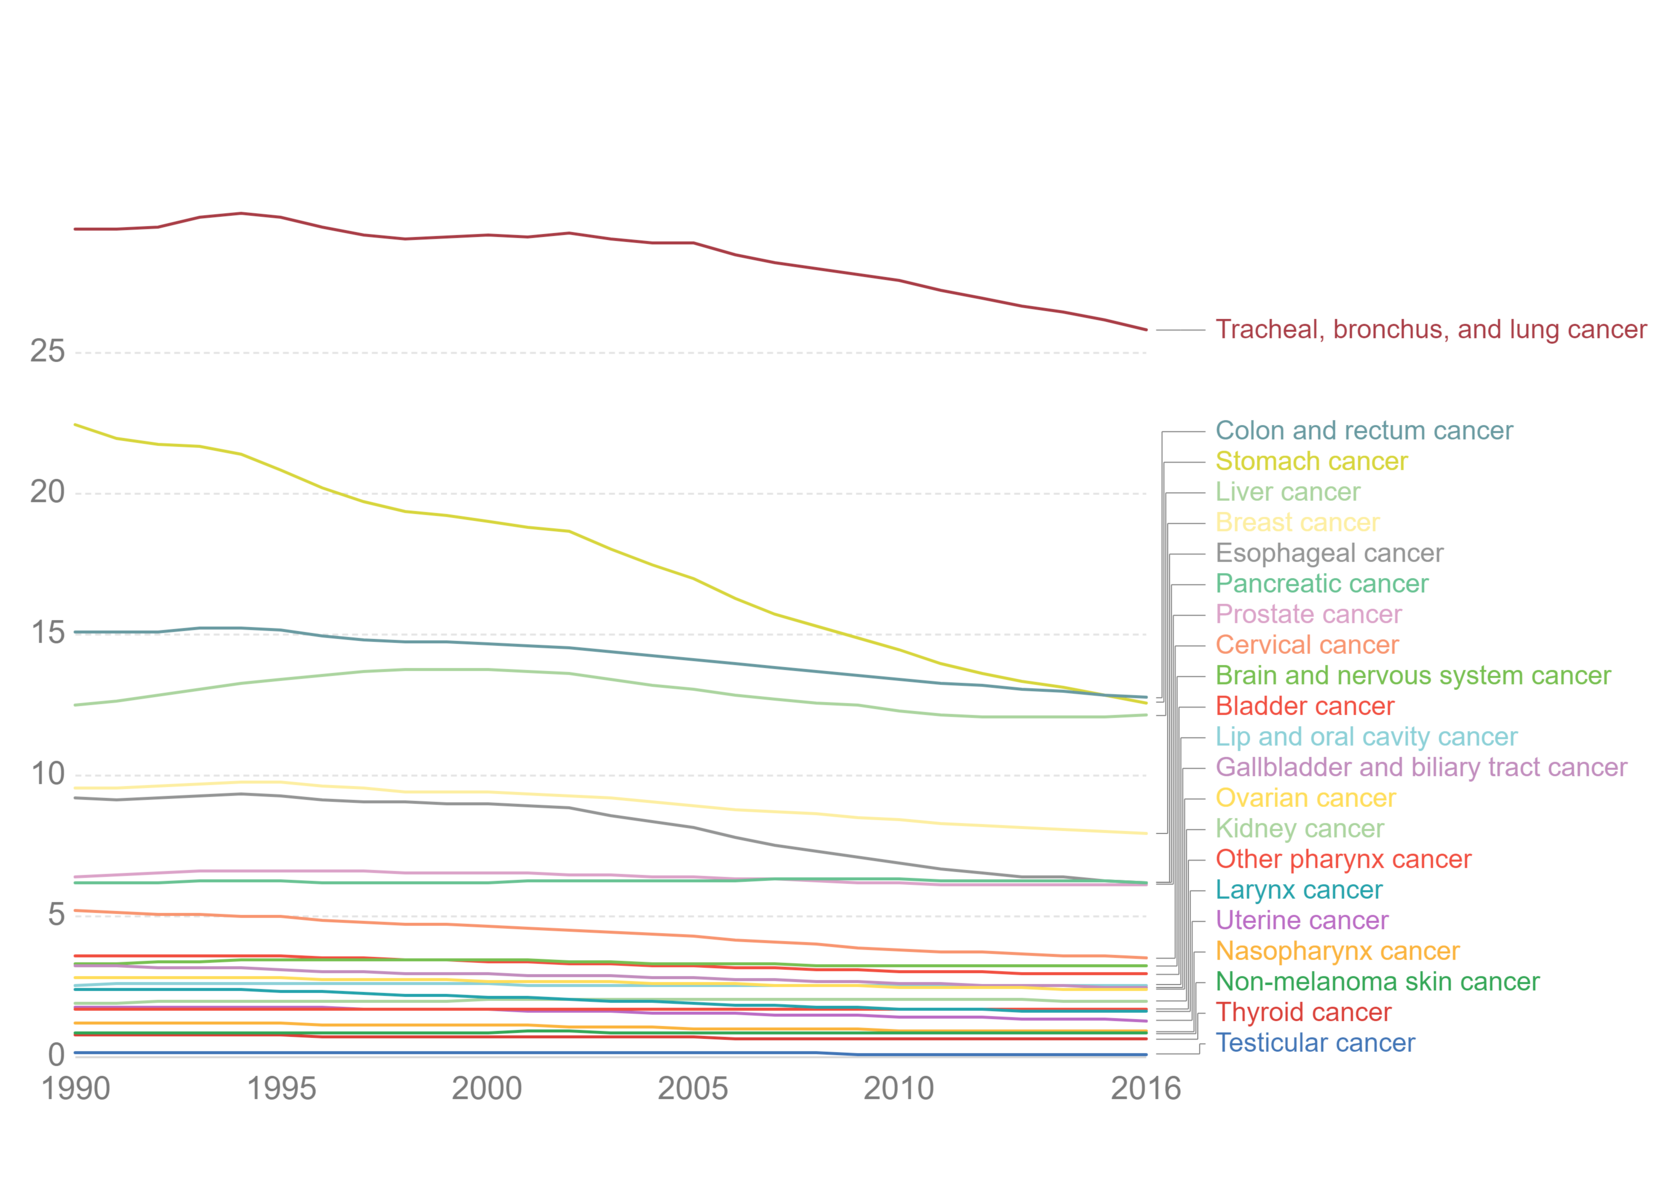 Tracheal, bronchus, and lung cancer
25
Colon and rectum cancer
Stomach cancer
20
Liver cancer
Breast cancer
Esophageal cancer
Pancreatic cancer
Prostate cancer
15
Cervical cancer
Brain and nervous system cancer
Bladder cancer
Lip and oral cavity cancer
10
Gallbladder and biliary tract cancer
Ovarian cancer
Kidney cancer
Other pharynx cancer
Larynx cancer
5
Uterine cancer
Nasopharynx cancer
Non-melanoma skin cancer
Thyroid cancer
Testicular cancer
0
1990 1995 2000 2005 2010 2016